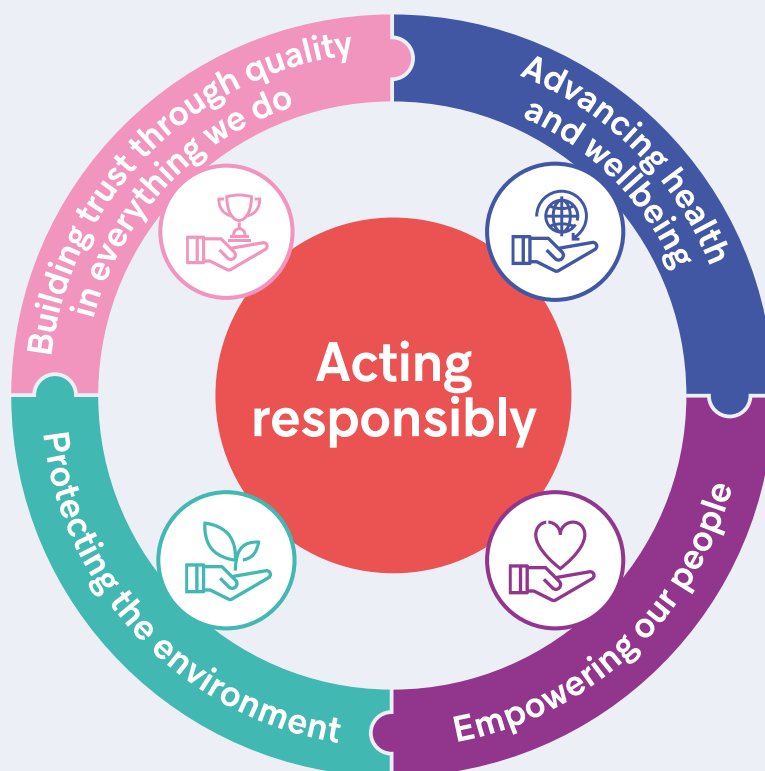 Building trust through quality
in everything we do
Advancing health
and wellbeing
Acting
responsibly
Protecting the environment
Empowering our people